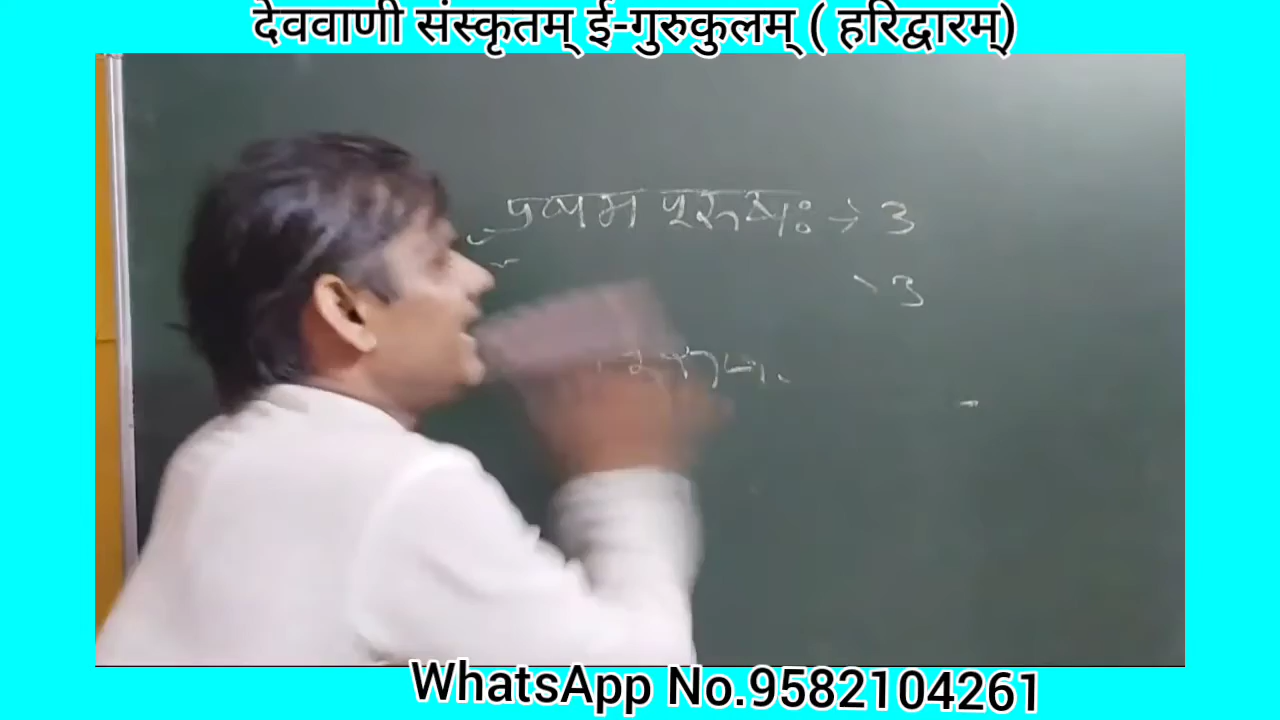 देववाणी संस्कृतम् ई-गुरुकुलम् ( हरिद्वारम्)
प्रथम पुरुषः → 3
3
WhatsApp No.9582104261